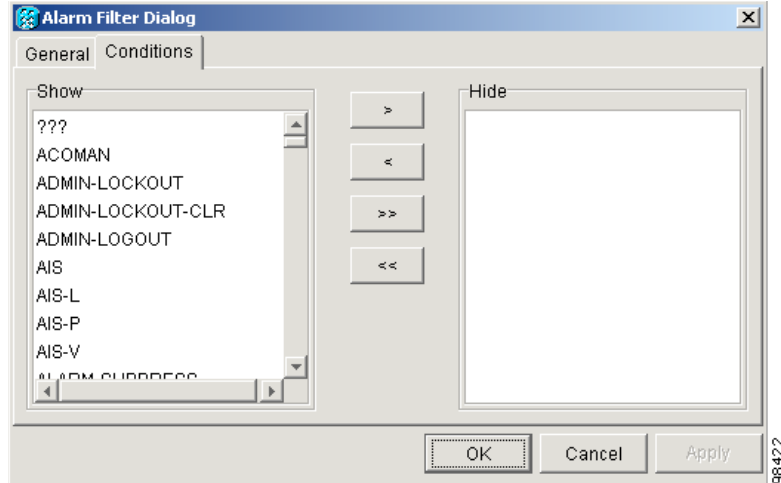 Alarm Filter Dialog
General Conditions
Show
???
ACOMAN
ADMIN-LOCKOUT
ADMIN-LOCKOUT-CLR
ADMIN-LOGOUT
AIS
AIS-L
AIS-P
AIS-V
>
<
>>
<<
Hide
OK Cancel Apply
98422